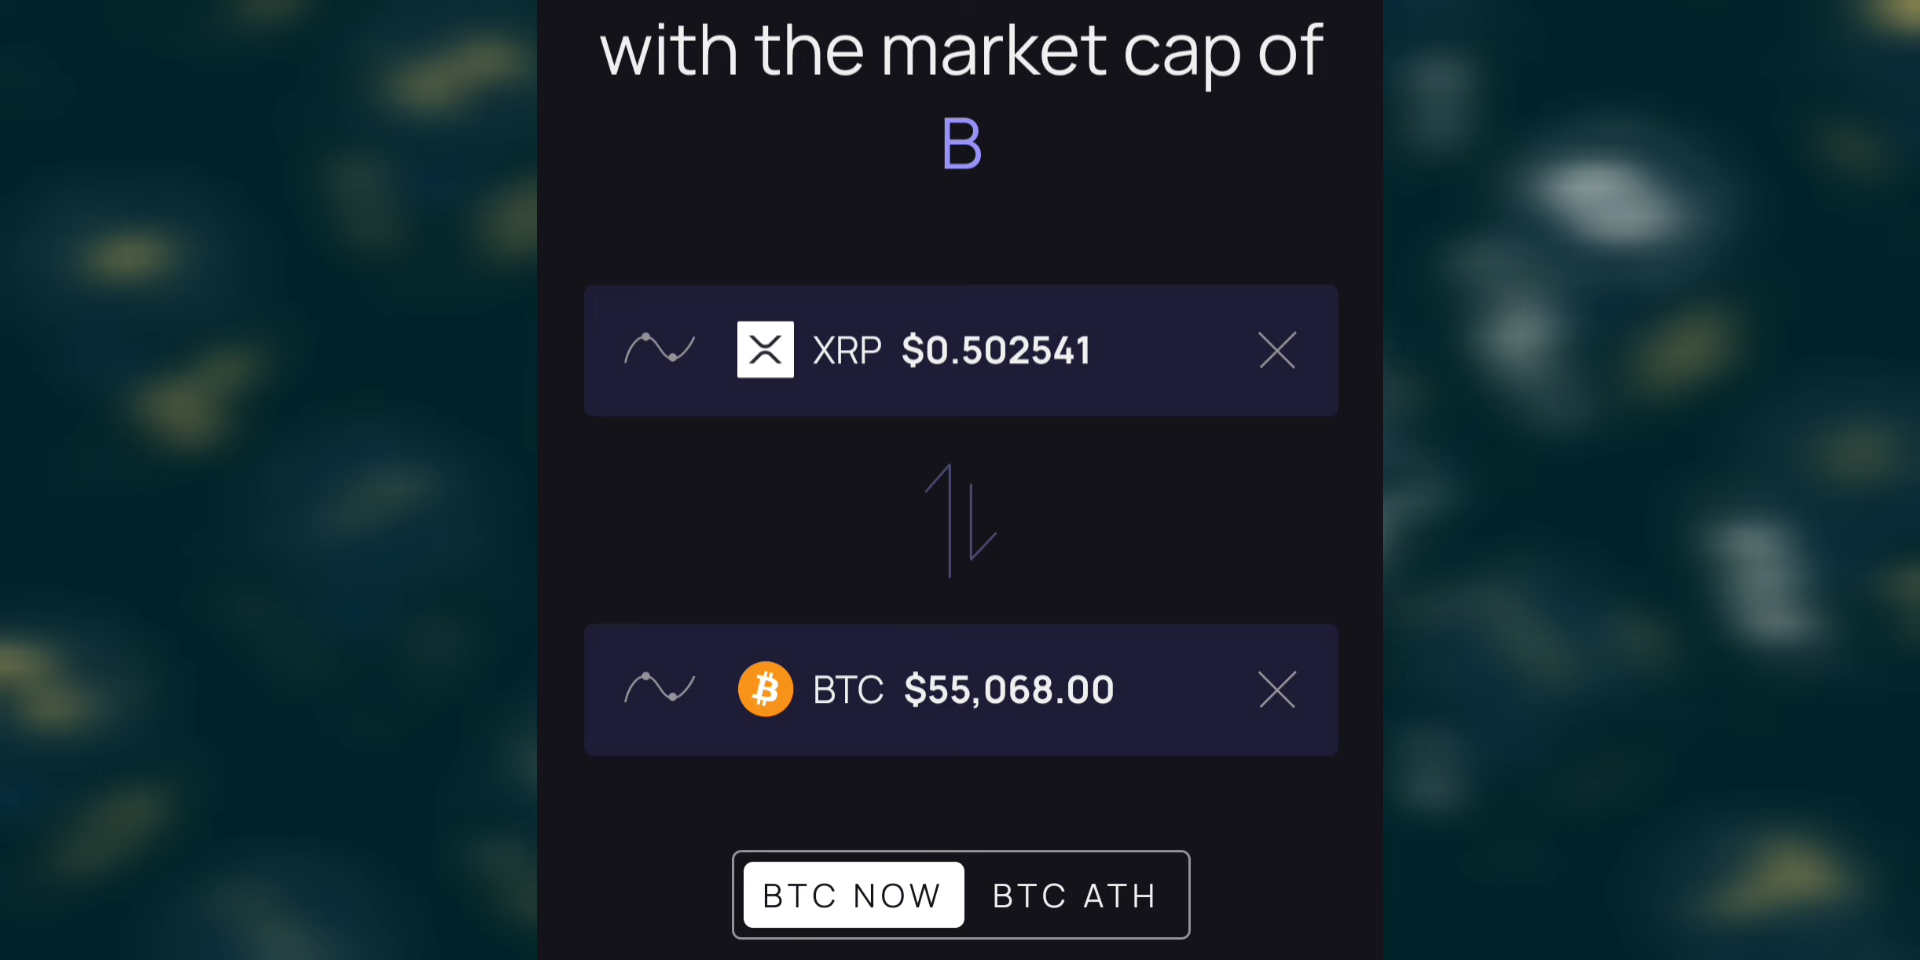 with the market cap of
B
XRP $0.502541
BTC $55,068.00
BTC NOW BTC ATH